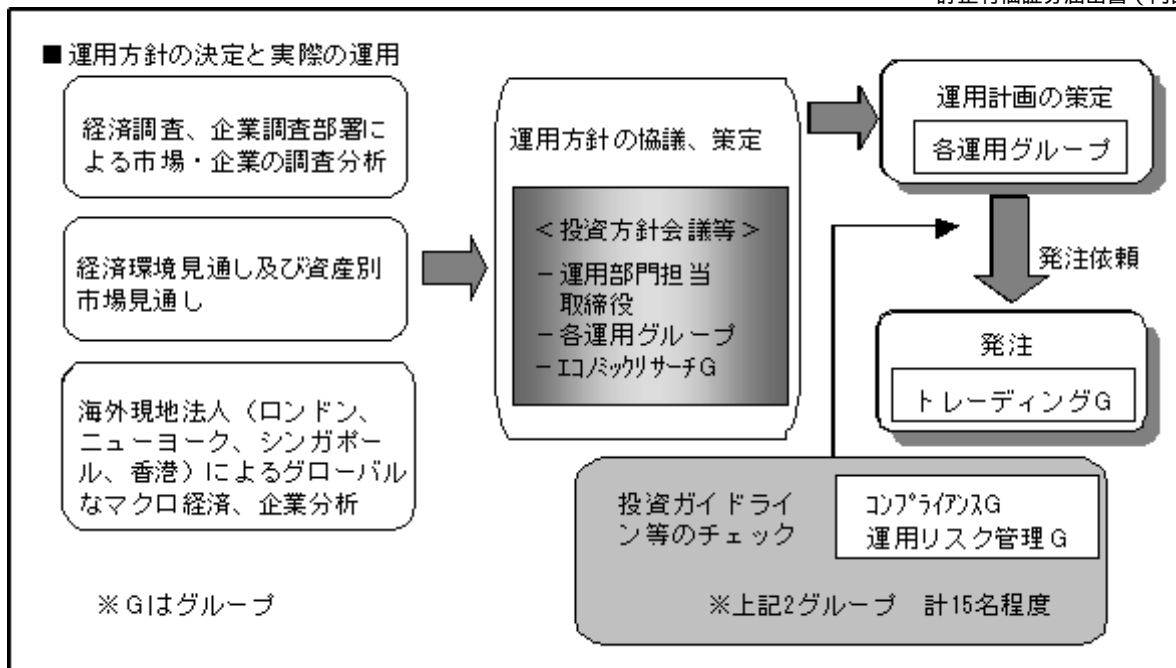 ■運用方針の決定と実際の運用
経済調査、企業調査部署に
よる市場・企業の調査分析
経済環境見通し及び資産別
市場見通し
海外現地法人（ロンドン、
ニューヨーク、シンガポー
ル、香港）によるグローバル
なマクロ経済、企業分析
※Gはグループ
運用方針の協議、策定
＜投資方針会議等＞
－運用部門担当
取締役
－各運用グループ
－ｴｺﾉﾐｯｸﾘｻｰﾁG
運用計画の策定
各運用グループ
発注依頼
発注
トレーディングG
投資ガイドライ
ン等のチェック
ｺﾝﾌﾟﾗｲｱﾝｽG
運用リスク管理G
※上記2グループ　計15名程度